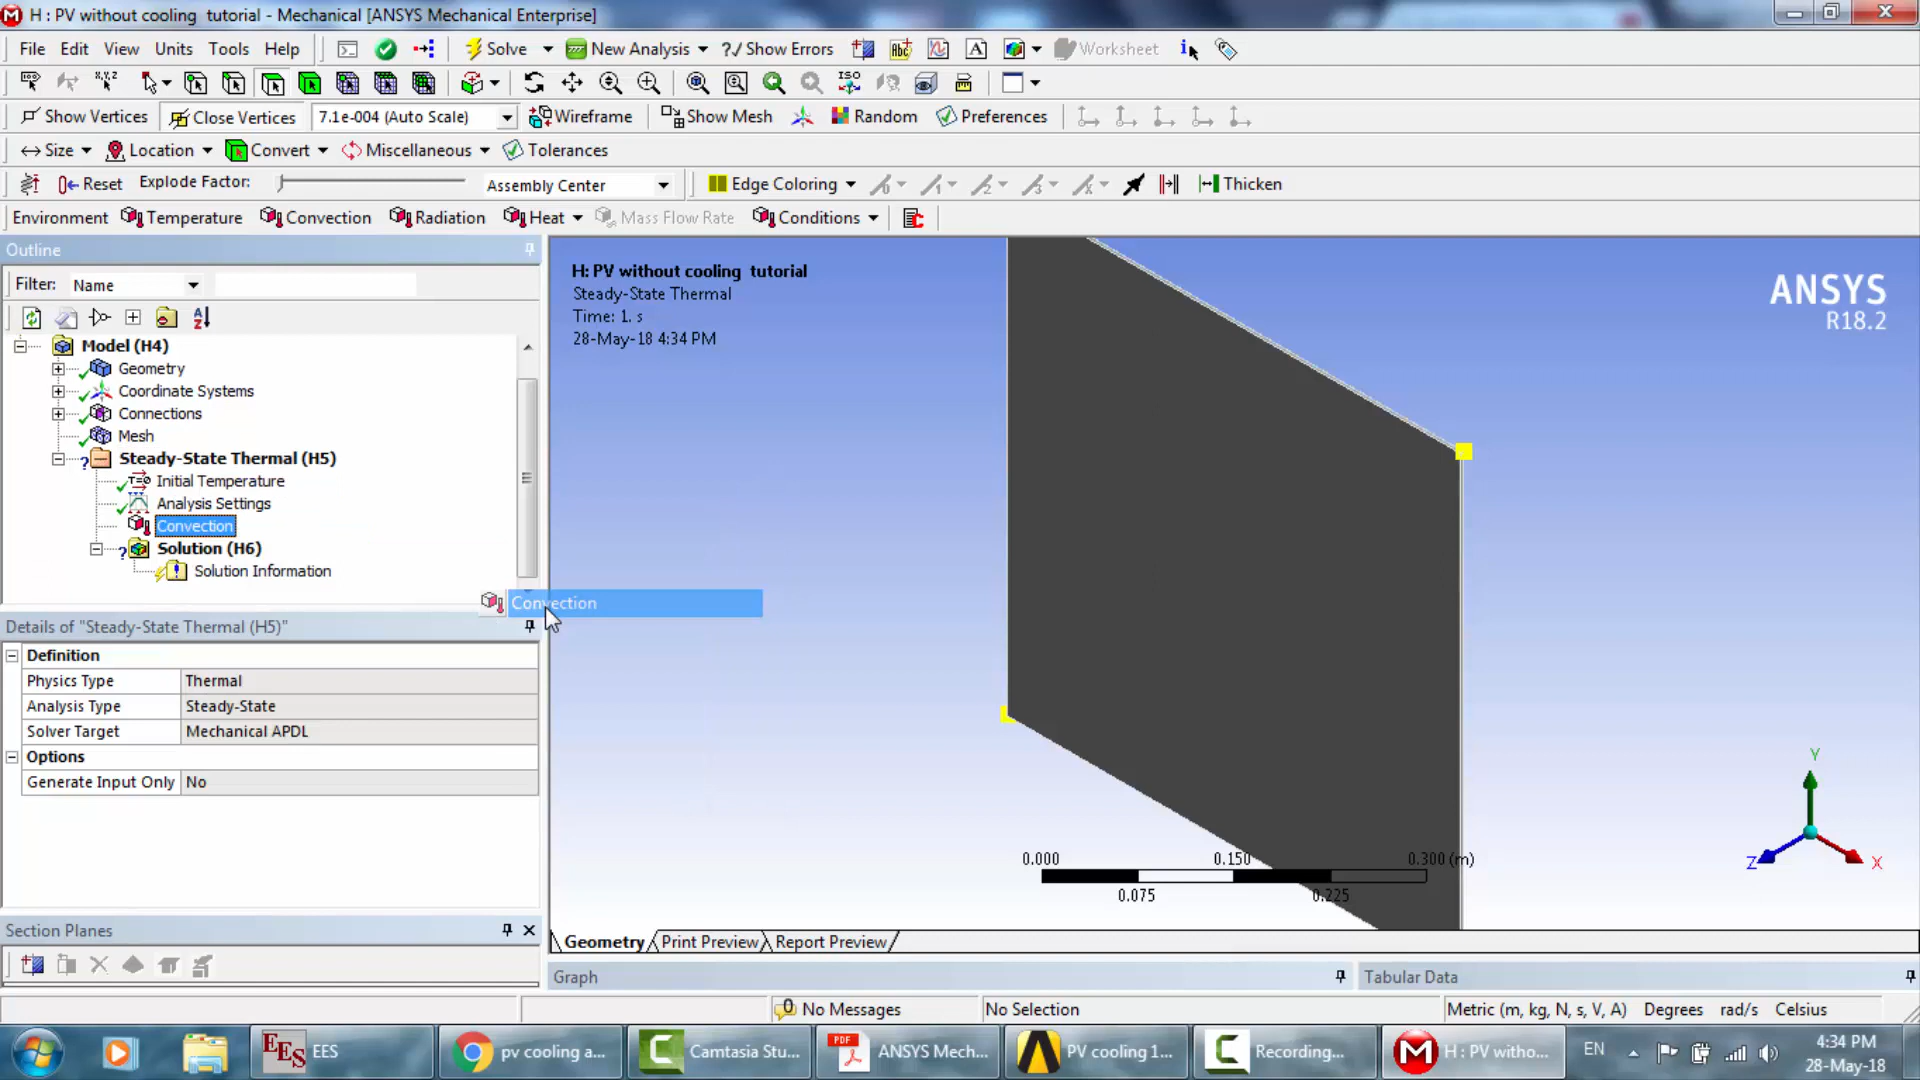 H : PV without cooling  tutorial - Mechanical [ANSYS Mechanical Enterprise]
File Edit View Units Tools Help Solve New Analysis ?/ Show Errors Worksheet
Show Vertices Close Vertices 7.1e-004 (Auto Scale) Wireframe Show Mesh Random Preferences
Size Location Convert Miscellaneous Tolerances
Reset Explode Factor: Assembly Center Edge Coloring Thicken
Environment Temperature Convection Radiation Heat Mass Flow Rate Conditions
Outline
Filter: Name
Model (H4)
Geometry
Coordinate Systems
Connections
Mesh
Steady-State Thermal (H5)
Initial Temperature
Analysis Settings
Convection
Solution (H6)
Solution Information
Convection
Details of "Steady-State Thermal (H5)"
Definition
Physics Type Thermal
Analysis Type Steady-State
Solver Target Mechanical APDL
Options
Generate Input Only No
Section Planes
H: PV without cooling  tutorial
Steady-State Thermal
Time: 1. s
28-May-18 4:34 PM
ANSYS
R18.2
0.000 0.150 0.300 (m)
0.075 0.225
Y
Z X
Geometry Print Preview Report Preview
Graph Tabular Data
No Messages No Selection Metric (m, kg, N, s, V, A) Degrees rad/s Celsius
EES EES pv cooling a... Camtasia Stu... PDF ANSYS Mech... PV cooling 1... Recording... H : PV witho... EN 4:34 PM
28-May-18